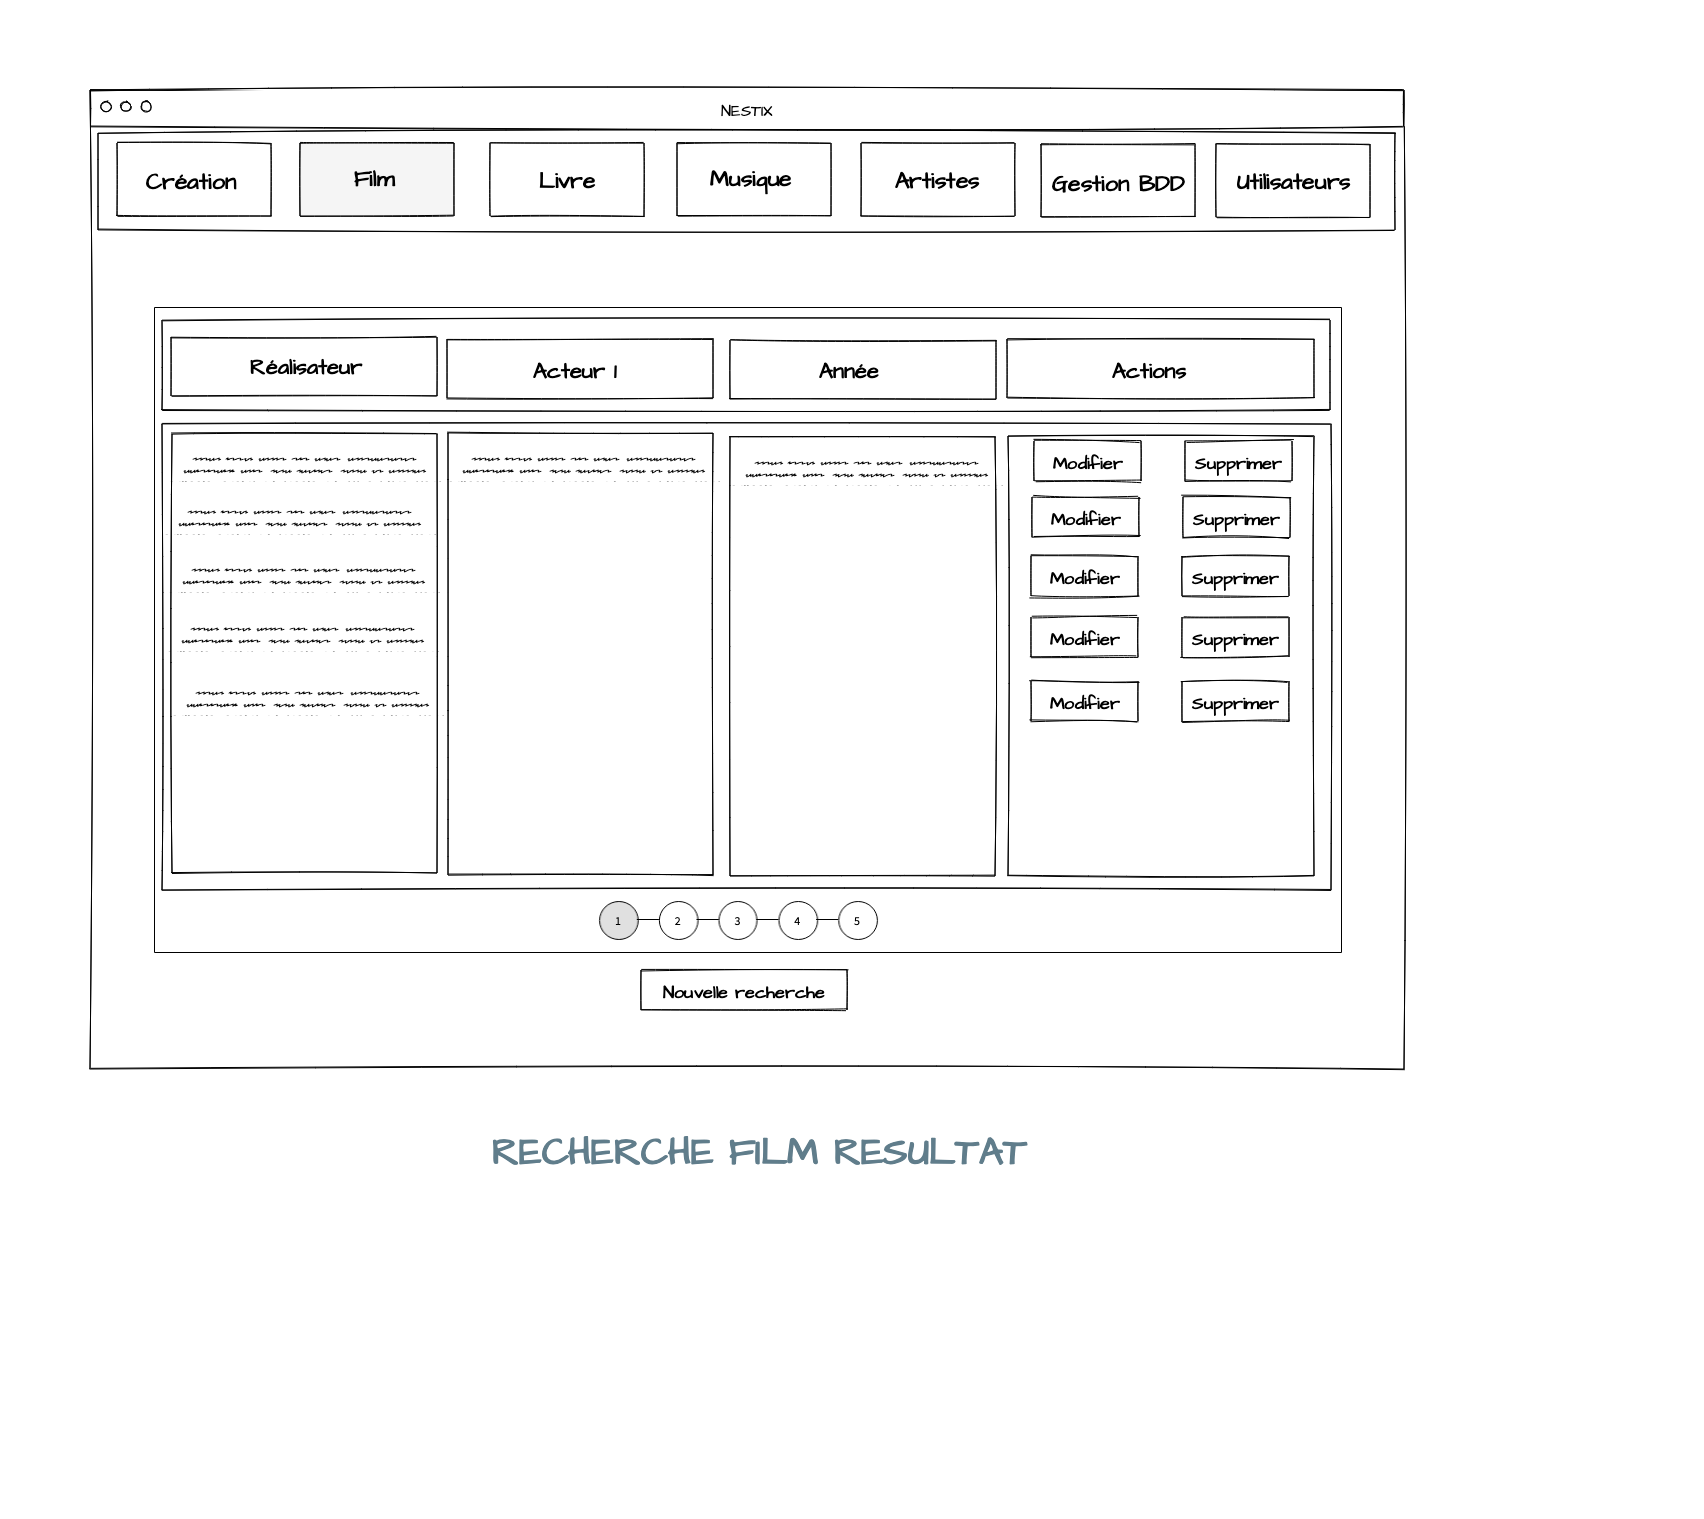 NESTIX
Création Film Livre Musique Artistes Gestion BDD Utilisateurs
Réalisateur Acteur 1 Année Actions
Modifier Supprimer
Modifier Supprimer
Modifier Supprimer
Modifier Supprimer
Modifier Supprimer
1 2 3 4 5
Nouvelle recherche
RECHERCHE FILM RESULTAT